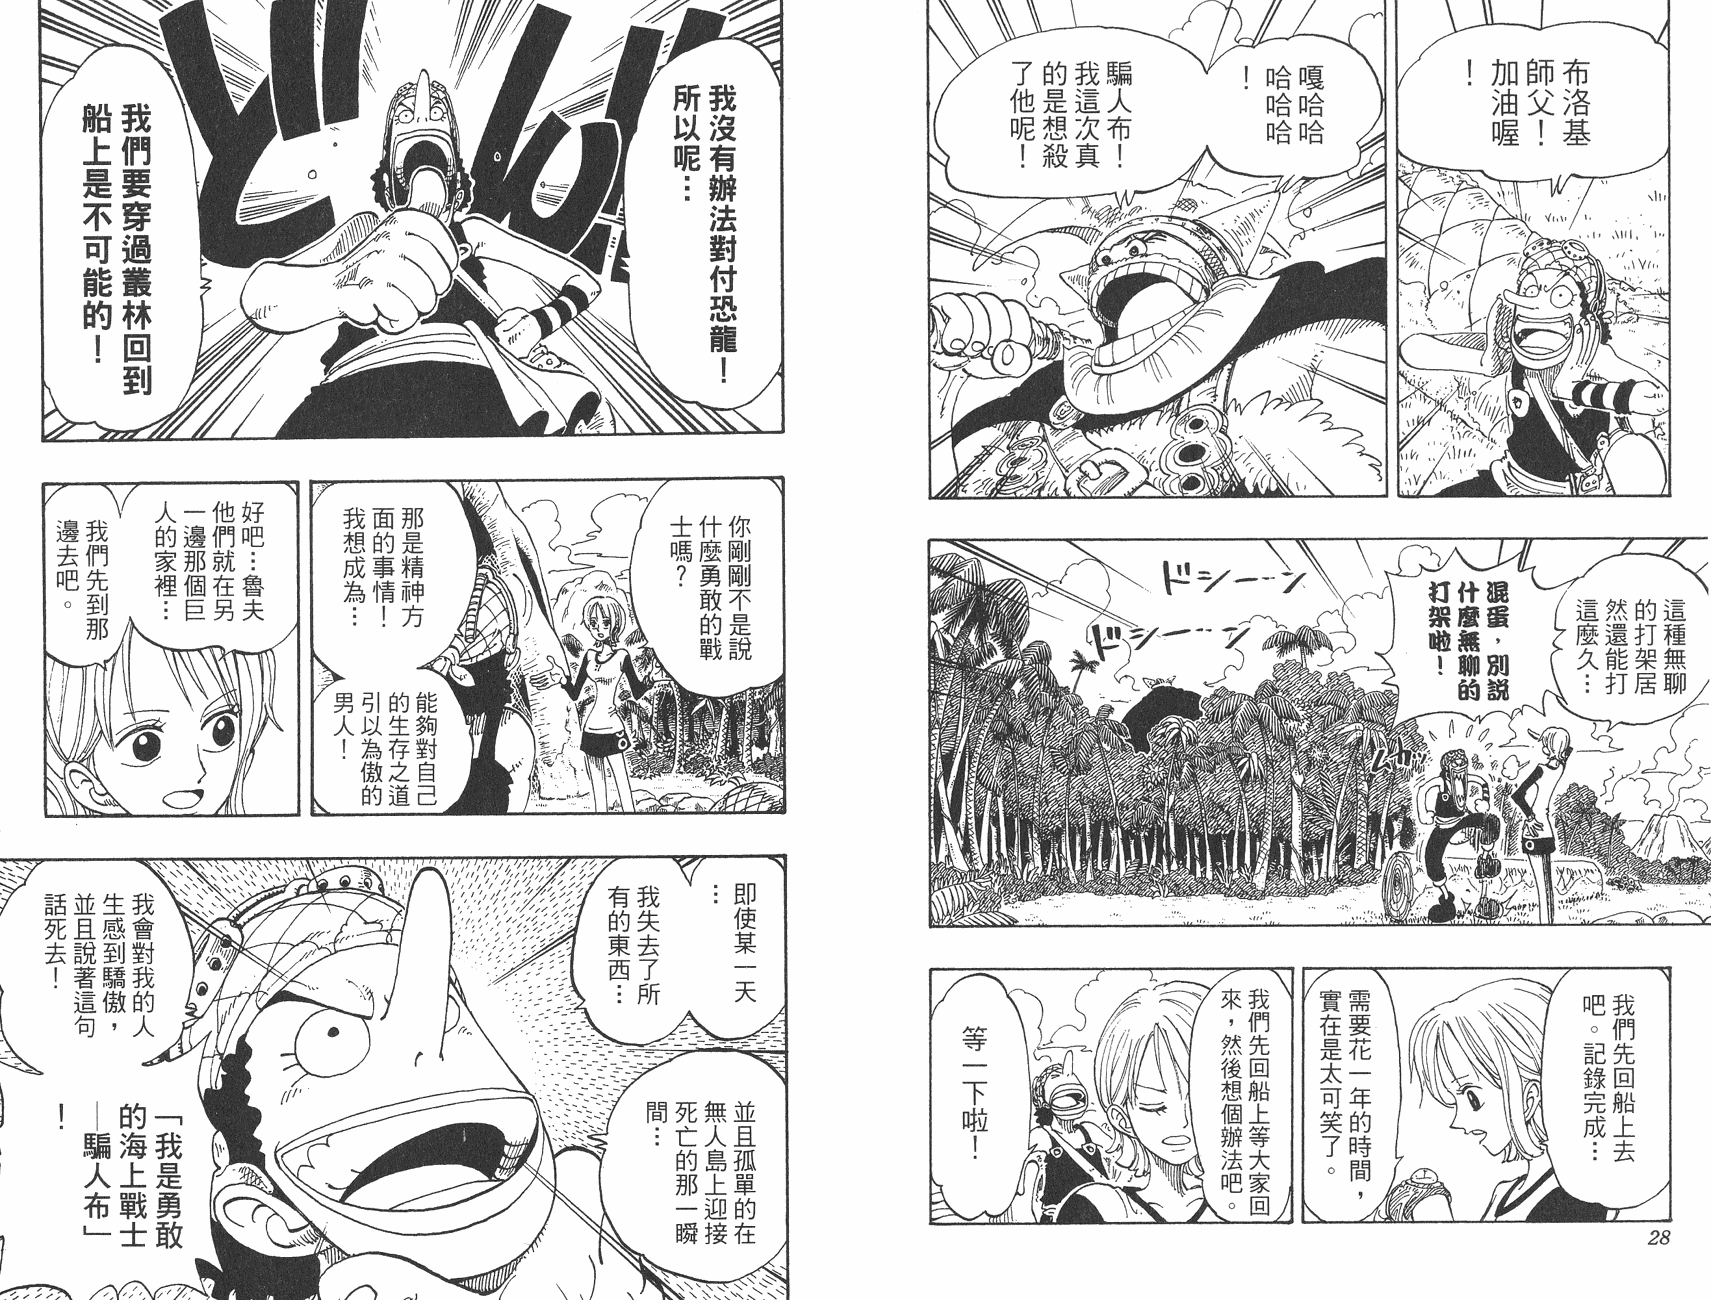 布洛基
師父！
加油喔
！
嘎哈哈
哈哈哈
！
騙人布！
我這次真
的是想殺
了他呢！
這種無聊
的打架居
然還能打
這麼久…
混蛋，別說
什麼無聊的
打架啦！
ドシーーン
ドシーーン
ムカッ
我們先回船上去
吧。記錄完成…
需要花一年的時間，
實在是太可笑了。
我們先回船上等大家回
來，然後想個辦法吧。
等一下啦！
28
我沒有辦法對付恐龍！
所以呢…
我們要穿過叢林回到
船上是不可能的！
你剛剛不是說
什麼勇敢的戰
士嗎？
那是精神方
面的事情！
我想成為…
能夠對自己
的生存之道
引以為傲的
男人！
好吧…魯夫
他們就在另
一邊那個巨
人的家裡…
我們先到那
邊去吧。
即使某一天
…
我失去了所
有的東西…
並且孤單的在
無人島上迎接
死亡的那一瞬
間…
我會對我的人
生感到驕傲，
並且說著這句
話死去！
「我是勇敢
的海上戰士
—騙人布」
！